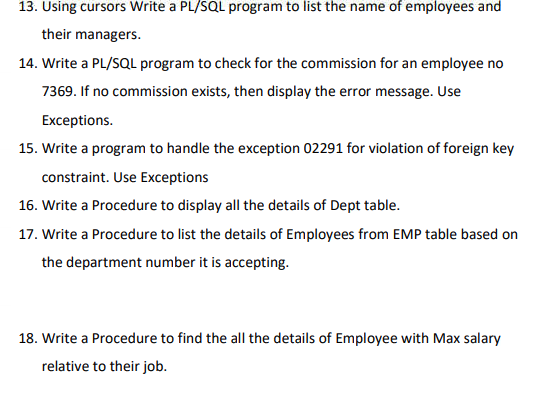 13. Using cursors Write a PL/SQL program to list the name of employees and
their managers.
14. Write a PL/SQL program to check for the commission for an employee no
7369. If no commission exists, then display the error message. Use
Exceptions.
15. Write a program to handle the exception 02291 for violation of foreign key
constraint. Use Exceptions
16. Write a Procedure to display all the details of Dept table.
17. Write a Procedure to list the details of Employees from EMP table based on
the department number it is accepting.
18. Write a Procedure to find the all the details of Employee with Max salary
relative to their job.